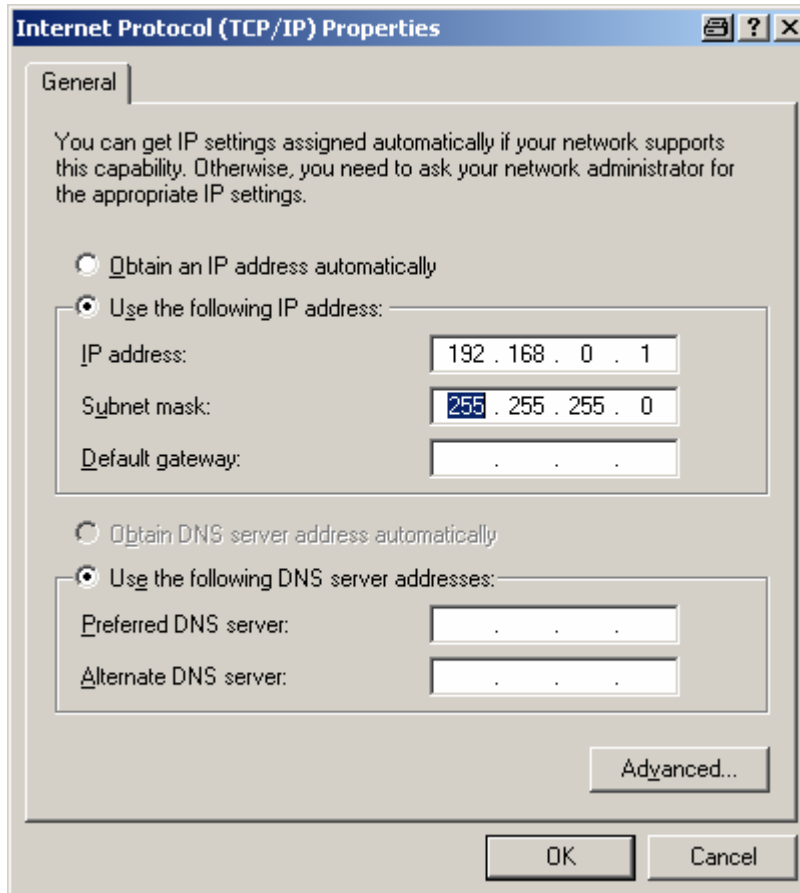 Internet Protocol (TCP/IP) Properties
General
You can get IP settings assigned automatically if your network supports
this capability. Otherwise, you need to ask your network administrator for
the appropriate IP settings.
Obtain an IP address automatically
Use the following IP address:
IP address: 192 . 168 . 0 . 1
Subnet mask: 255 . 255 . 255 . 0
Default gateway: . . .
Obtain DNS server address automatically
Use the following DNS server addresses:
Preferred DNS server: . . .
Alternate DNS server: . . .
Advanced...
OK Cancel